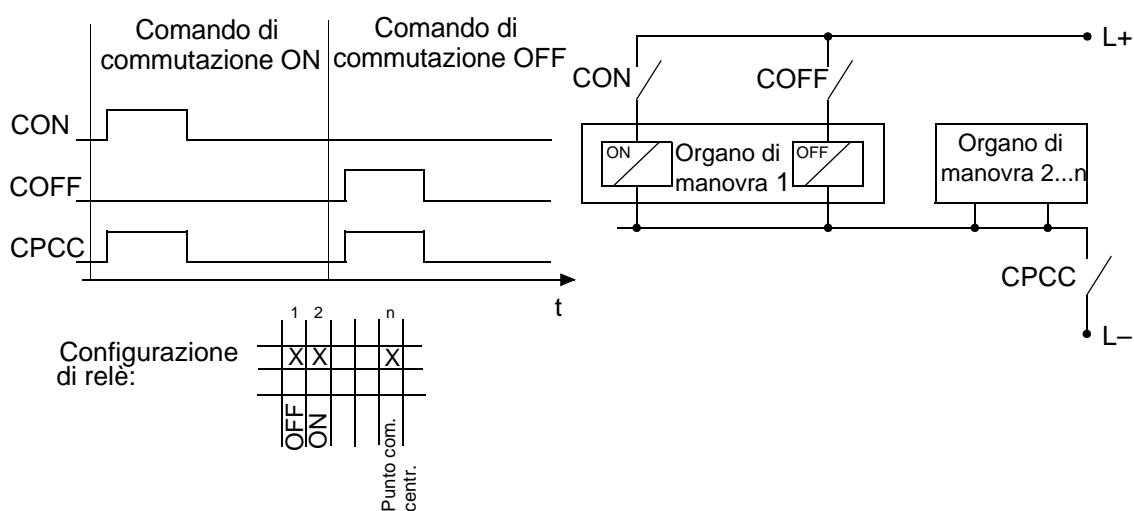 Comando di
commutazione ON
Comando di
commutazione OFF
CON
COFF
CPCC
t
CON
COFF
L+
ON
Organo di
manovra 1
OFF
Organo di
manovra 2...n
CPCC
L–
Configurazione
di relè:
1 2 n
X X X
OFF
ON
Punto com.
centr.